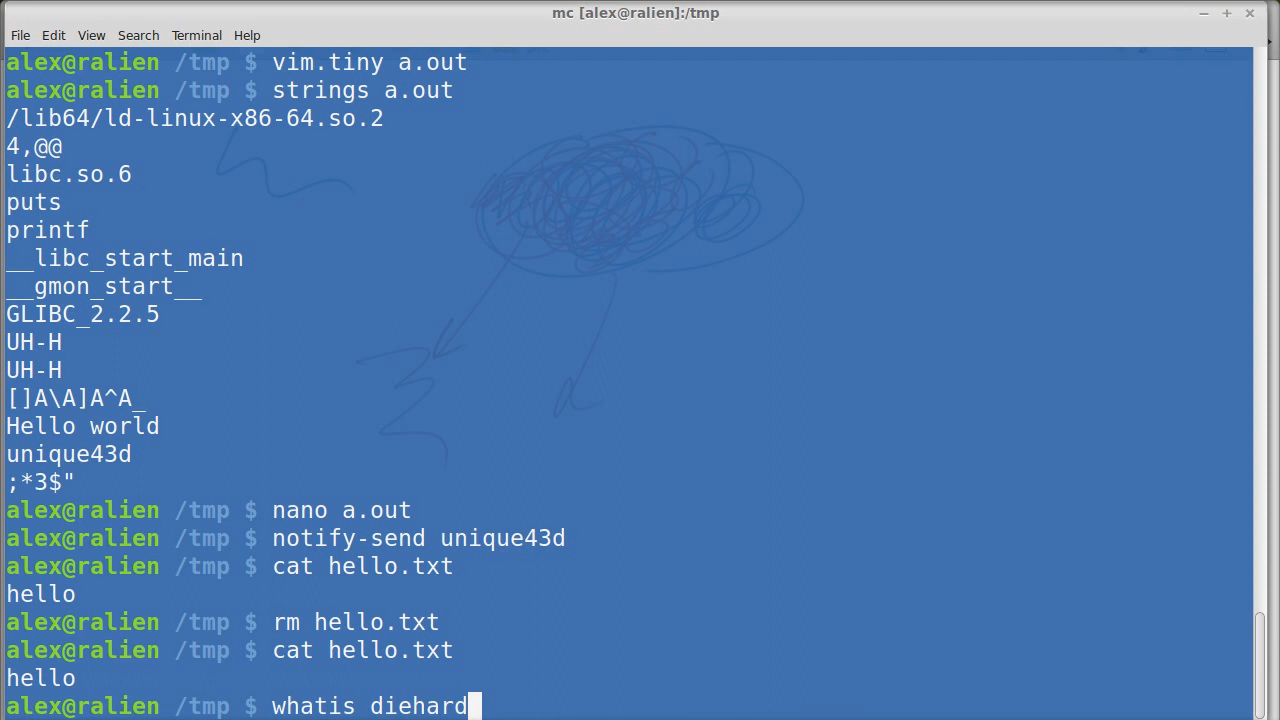 mc [alex@ralien]:/tmp
File Edit View Search Terminal Help
alex@ralien /tmp $ vim.tiny a.out
alex@ralien /tmp $ strings a.out
/lib64/ld-linux-x86-64.so.2
4,@@
libc.so.6
puts
printf
__libc_start_main
__gmon_start__
GLIBC_2.2.5
UH-H
UH-H
[]A\A]A^A_
Hello world
unique43d
;*3$"
alex@ralien /tmp $ nano a.out
alex@ralien /tmp $ notify-send unique43d
alex@ralien /tmp $ cat hello.txt
hello
alex@ralien /tmp $ rm hello.txt
alex@ralien /tmp $ cat hello.txt
hello
alex@ralien /tmp $ whatis diehard